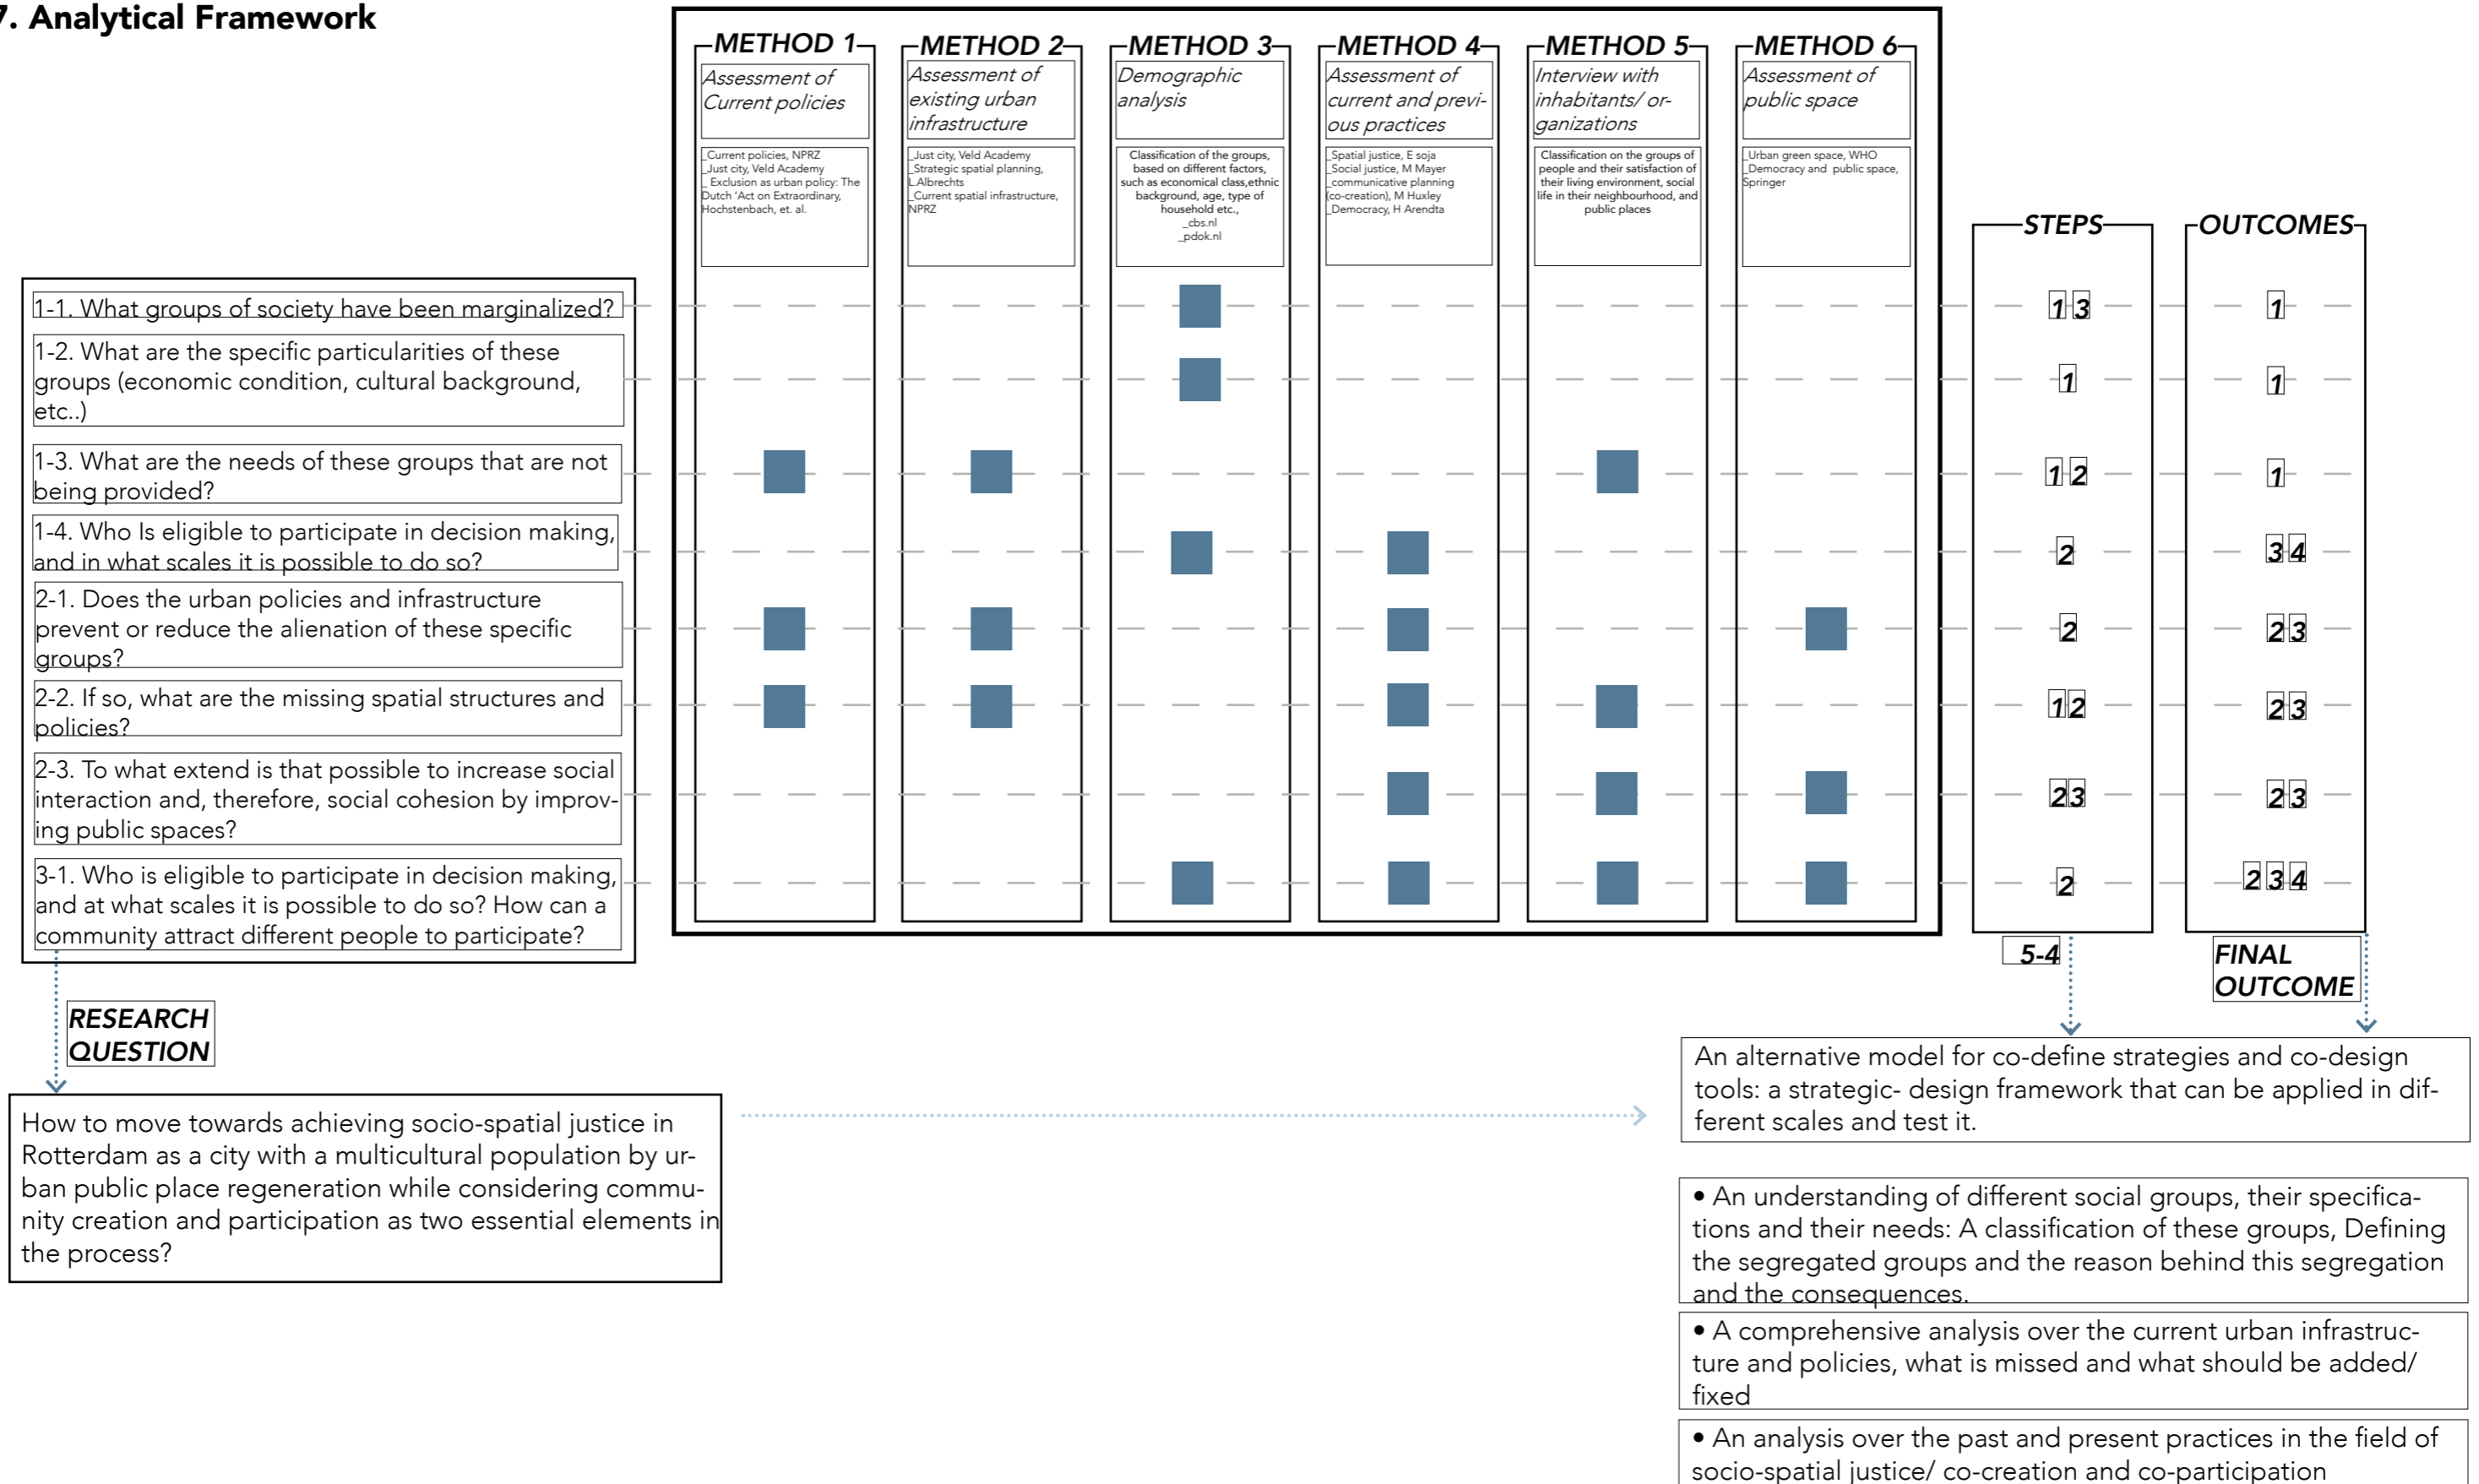 7. Analytical Framework
METHOD 1
Assessment of
Current policies
_Current policies, NPRZ
_Just city, Veld Academy
_ Exclusion as urban policy: The
Dutch ‘Act on Extraordinary,
Hochstenbach, et. al.
METHOD 2
Assessment of
existing urban
infrastructure
_Just city, Veld Academy
_Strategic spatial planning,
L.Albrechts
_Current spatial infrastructure,
NPRZ
METHOD 3
Demographic
analysis
Classification of the groups,
based on different factors,
such as economical class,ethnic
background, age, type of
household etc.,
_cbs.nl
_pdok.nl
METHOD 4
Assessment of
current and previ-
ous practices
_Spatial justice, E soja
_Social justice, M Mayer
_communicative planning
(co-creation), M Huxley
_Democracy, H Arendta
METHOD 5
Interview with
inhabitants/ or-
ganizations
Classification on the groups of
people and their satisfaction of
their living environment, social
life in their neighbourhood, and
public places
METHOD 6
Assessment of
public space
_Urban green space, WHO
_Democracy and public space,
Springer
STEPS
OUTCOMES
1-1. What groups of society have been marginalized?
1 3
1
1-2. What are the specific particularities of these
groups (economic condition, cultural background,
etc..)
1
1
1-3. What are the needs of these groups that are not
being provided?
1 2
1
1-4. Who Is eligible to participate in decision making,
and in what scales it is possible to do so?
2
3 4
2-1. Does the urban policies and infrastructure
prevent or reduce the alienation of these specific
groups?
2
2 3
2-2. If so, what are the missing spatial structures and
policies?
1 2
2 3
2-3. To what extend is that possible to increase social
interaction and, therefore, social cohesion by improv-
ing public spaces?
2 3
2 3
3-1. Who is eligible to participate in decision making,
and at what scales it is possible to do so? How can a
community attract different people to participate?
2
2 3 4
5-4
FINAL
OUTCOME
RESEARCH
QUESTION
How to move towards achieving socio-spatial justice in
Rotterdam as a city with a multicultural population by ur-
ban public place regeneration while considering commu-
nity creation and participation as two essential elements in
the process?
An alternative model for co-define strategies and co-design
tools: a strategic- design framework that can be applied in dif-
ferent scales and test it.
• An understanding of different social groups, their specifica-
tions and their needs: A classification of these groups, Defining
the segregated groups and the reason behind this segregation
and the consequences.
• A comprehensive analysis over the current urban infrastruc-
ture and policies, what is missed and what should be added/
fixed
• An analysis over the past and present practices in the field of
socio-spatial justice/ co-creation and co-participation